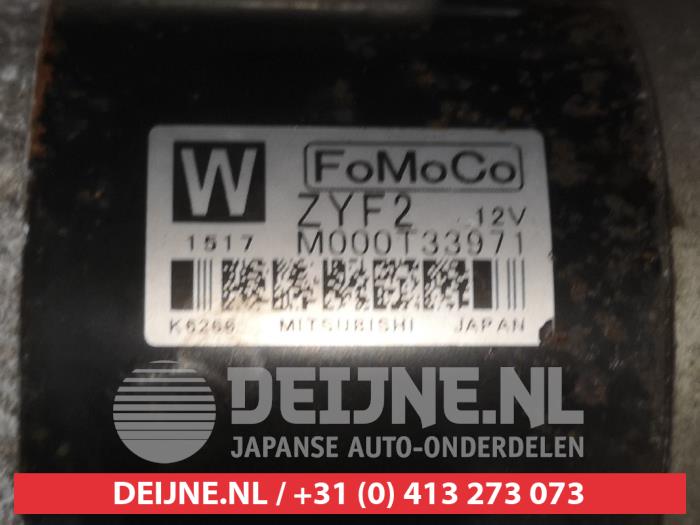 W
FoMoCo
ZYF2 12V
1517 M000T33971
K6266 MITSUBISHI JAPAN
DEIJNE.NL
JAPANSE AUTO-ONDERDELEN
DEIJNE.NL / +31 (0) 413 273 073